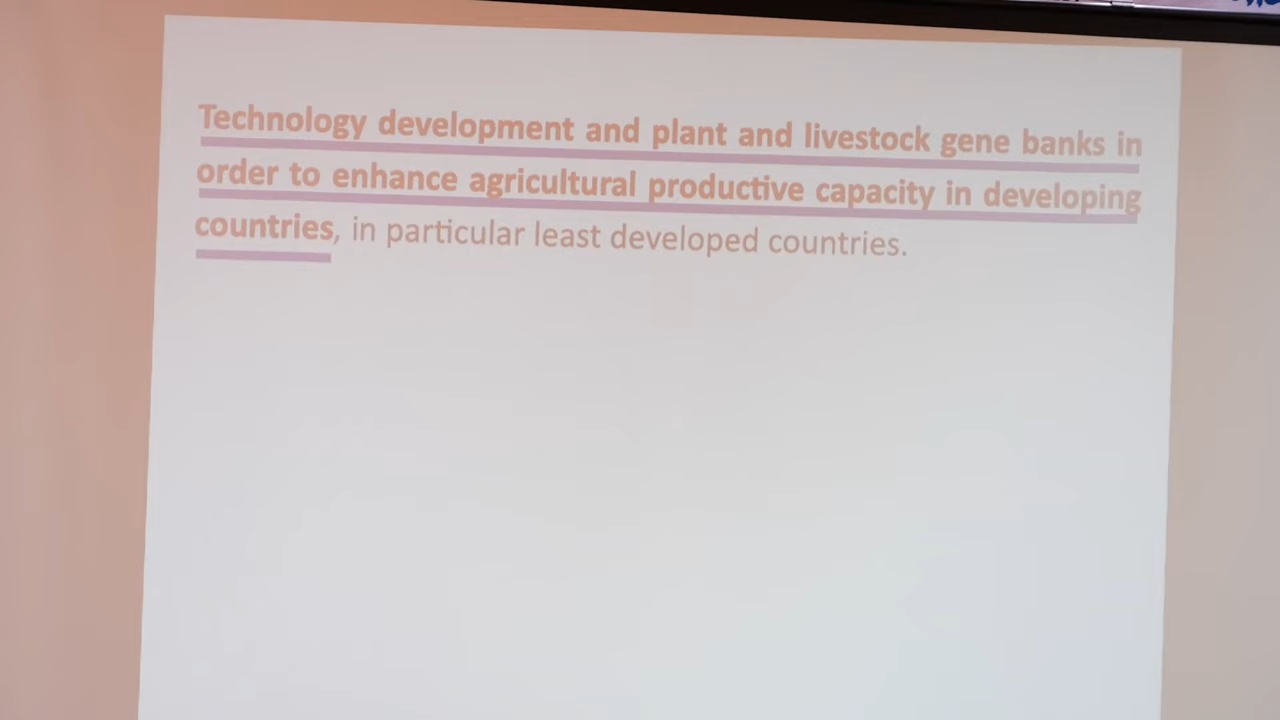 Technology development and plant and livestock gene banks in
order to enhance agricultural productive capacity in developing
countries, in particular least developed countries.